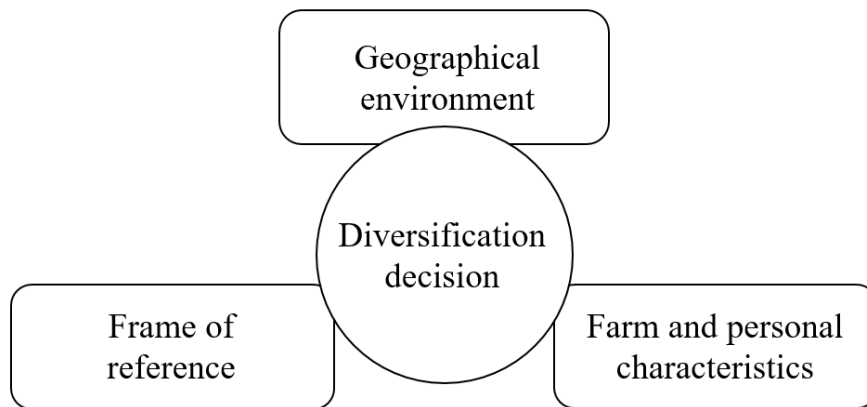 Geographical
environment
Diversification
decision
Frame of
reference
Farm and personal
characteristics